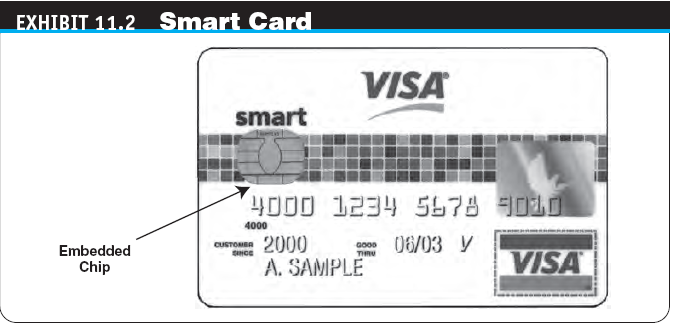 EXHIBIT 11.2 Smart Card
VISA
smart
4000 1234 5678 9010
4000
CUSTOMER SINCE 2000 GOOD THRU 06/03 V
A. SAMPLE
VISA
Embedded
Chip